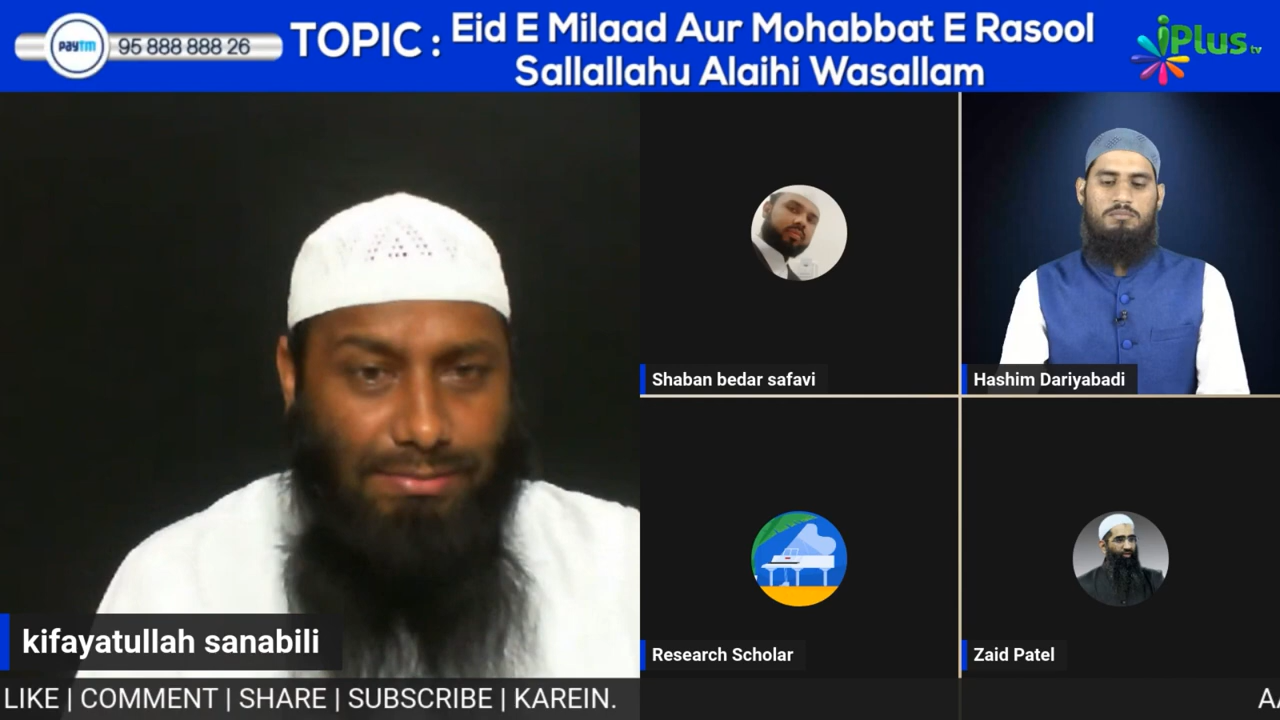 paytm 95 888 888 26
TOPIC : Eid E Milaad Aur Mohabbat E Rasool
Sallallahu Alaihi Wasallam
iPlus tv
Shaban bedar safavi
Hashim Dariyabadi
kifayatullah sanabili
Research Scholar
Zaid Patel
LIKE | COMMENT | SHARE | SUBSCRIBE | KAREIN.